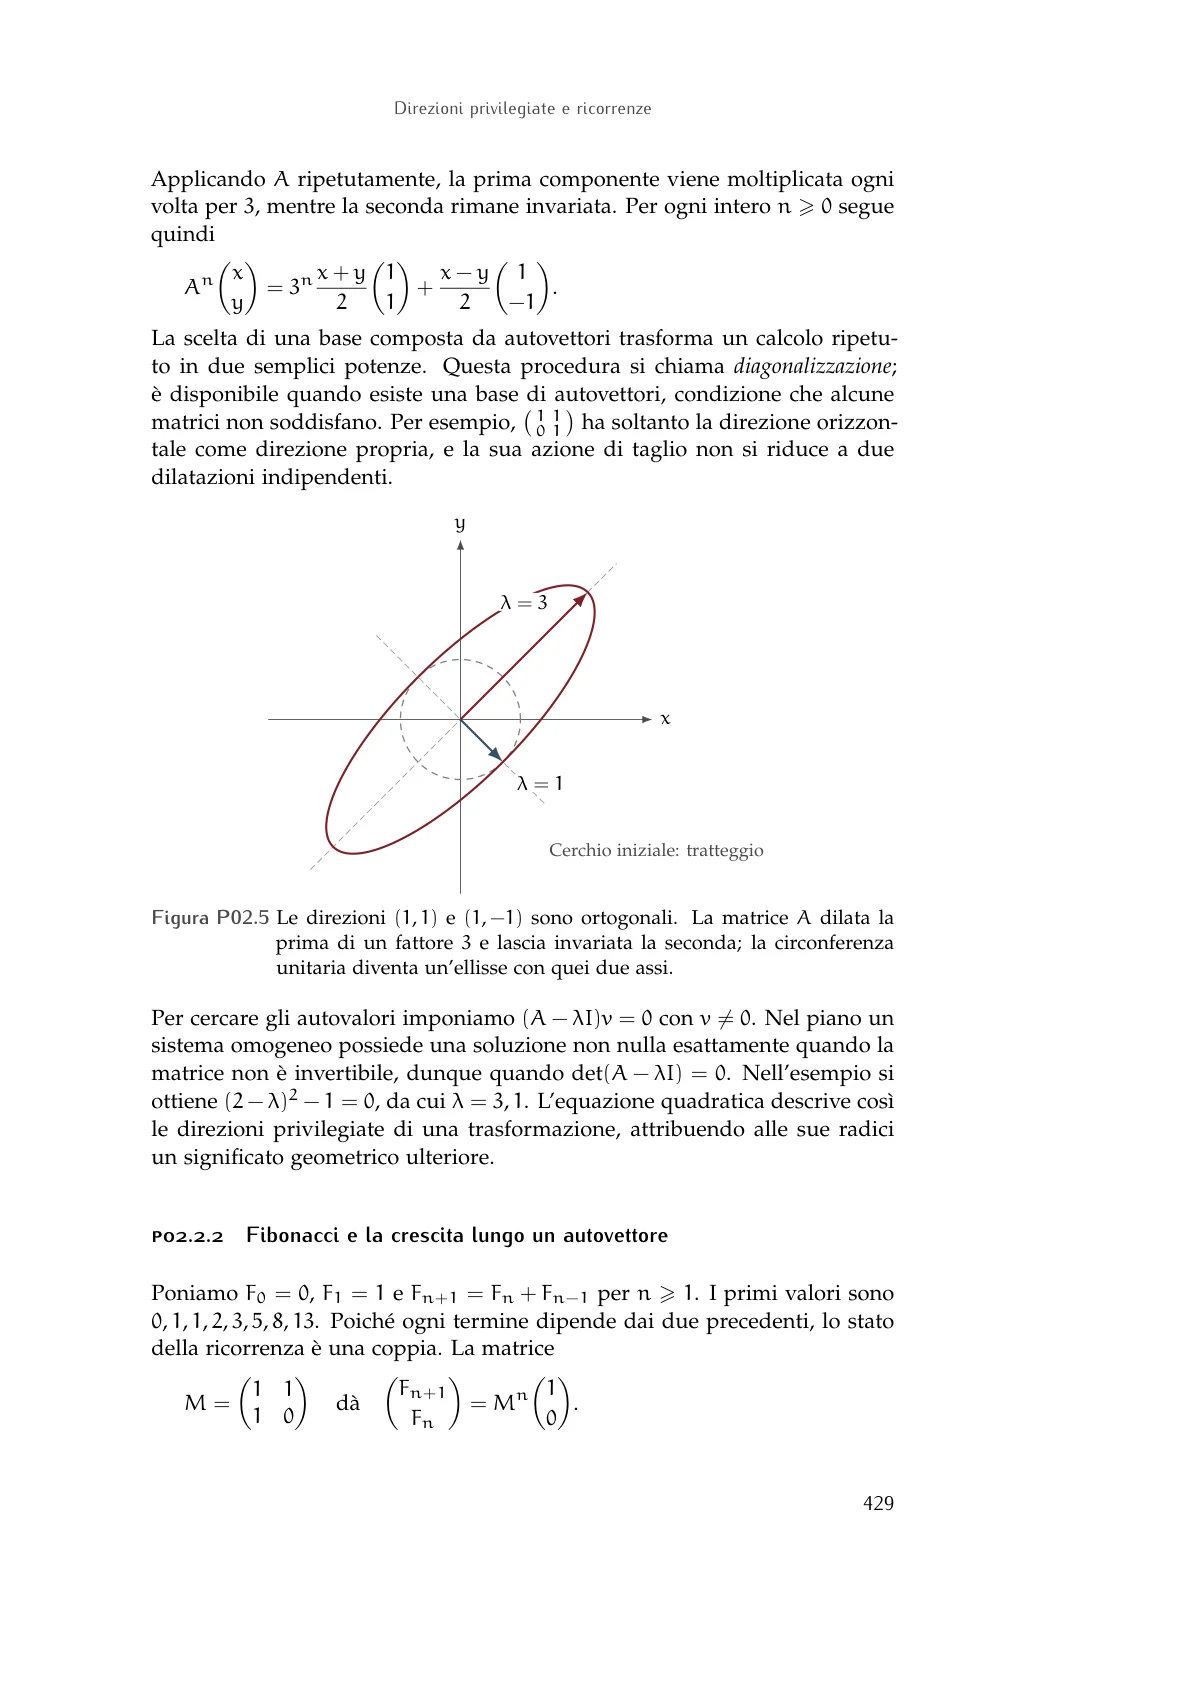 Direzioni privilegiate e ricorrenze
Applicando A ripetutamente, la prima componente viene moltiplicata ogni
volta per 3, mentre la seconda rimane invariata. Per ogni intero n ⩾ 0 segue
quindi
Aⁿ (x y) = 3ⁿ (x + y)/2 (1 1) + (x − y)/2 (1 −1).
La scelta di una base composta da autovettori trasforma un calcolo ripetu-
to in due semplici potenze. Questa procedura si chiama diagonalizzazione;
è disponibile quando esiste una base di autovettori, condizione che alcune
matrici non soddisfano. Per esempio, (1 1 0 1) ha soltanto la direzione orizzon-
tale come direzione propria, e la sua azione di taglio non si riduce a due
dilatazioni indipendenti.
y
λ = 3
x
λ = 1
Cerchio iniziale: tratteggio
Figura P02.5 Le direzioni (1, 1) e (1, −1) sono ortogonali. La matrice A dilata la
prima di un fattore 3 e lascia invariata la seconda; la circonferenza
unitaria diventa un’ellisse con quei due assi.
Per cercare gli autovalori imponiamo (A − λI)v = 0 con v ≠ 0. Nel piano un
sistema omogeneo possiede una soluzione non nulla esattamente quando la
matrice non è invertibile, dunque quando det(A − λI) = 0. Nell’esempio si
ottiene (2 − λ)² − 1 = 0, da cui λ = 3, 1. L’equazione quadratica descrive così
le direzioni privilegiate di una trasformazione, attribuendo alle sue radici
un significato geometrico ulteriore.
P02.2.2 Fibonacci e la crescita lungo un autovettore
Poniamo F₀ = 0, F₁ = 1 e Fₙ₊₁ = Fₙ + Fₙ₋₁ per n ⩾ 1. I primi valori sono
0, 1, 1, 2, 3, 5, 8, 13. Poiché ogni termine dipende dai due precedenti, lo stato
della ricorrenza è una coppia. La matrice
M = (1 1 1 0) dà (Fₙ₊₁ Fₙ) = Mⁿ (1 0).
429